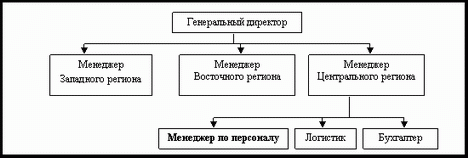 Генеральный директор
Менеджер
Западного региона
Менеджер
Восточного региона
Менеджер
Центрального региона
Менеджер по персоналу
Логистик
Бухгалтер